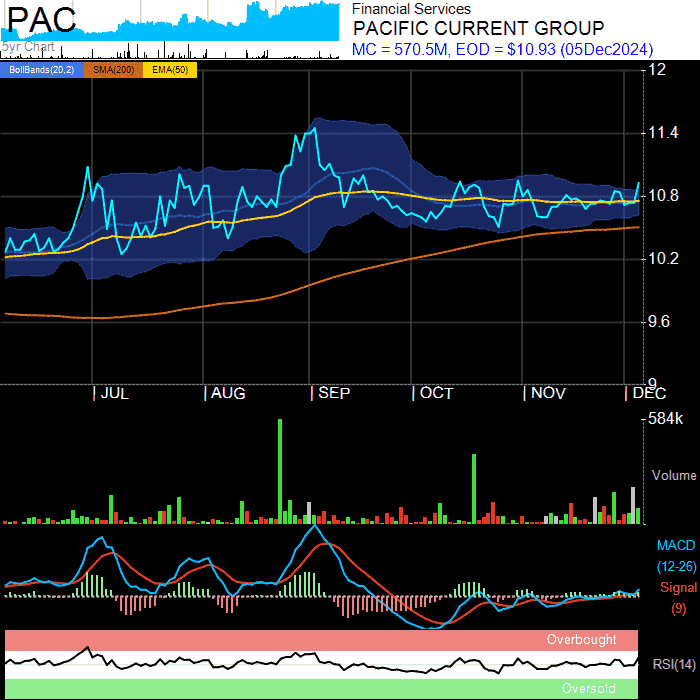 PAC
5yr Chart
Financial Services
PACIFIC CURRENT GROUP
MC = 570.5M, EOD = $10.93 (05Dec2024)
BollBands(20,2) SMA(200) EMA(50)
12
11.4
10.8
10.2
9.6
9
JUL AUG SEP OCT NOV DEC
584k
Volume
MACD
(12-26)
Signal
(9)
Overbought
RSI(14)
Oversold